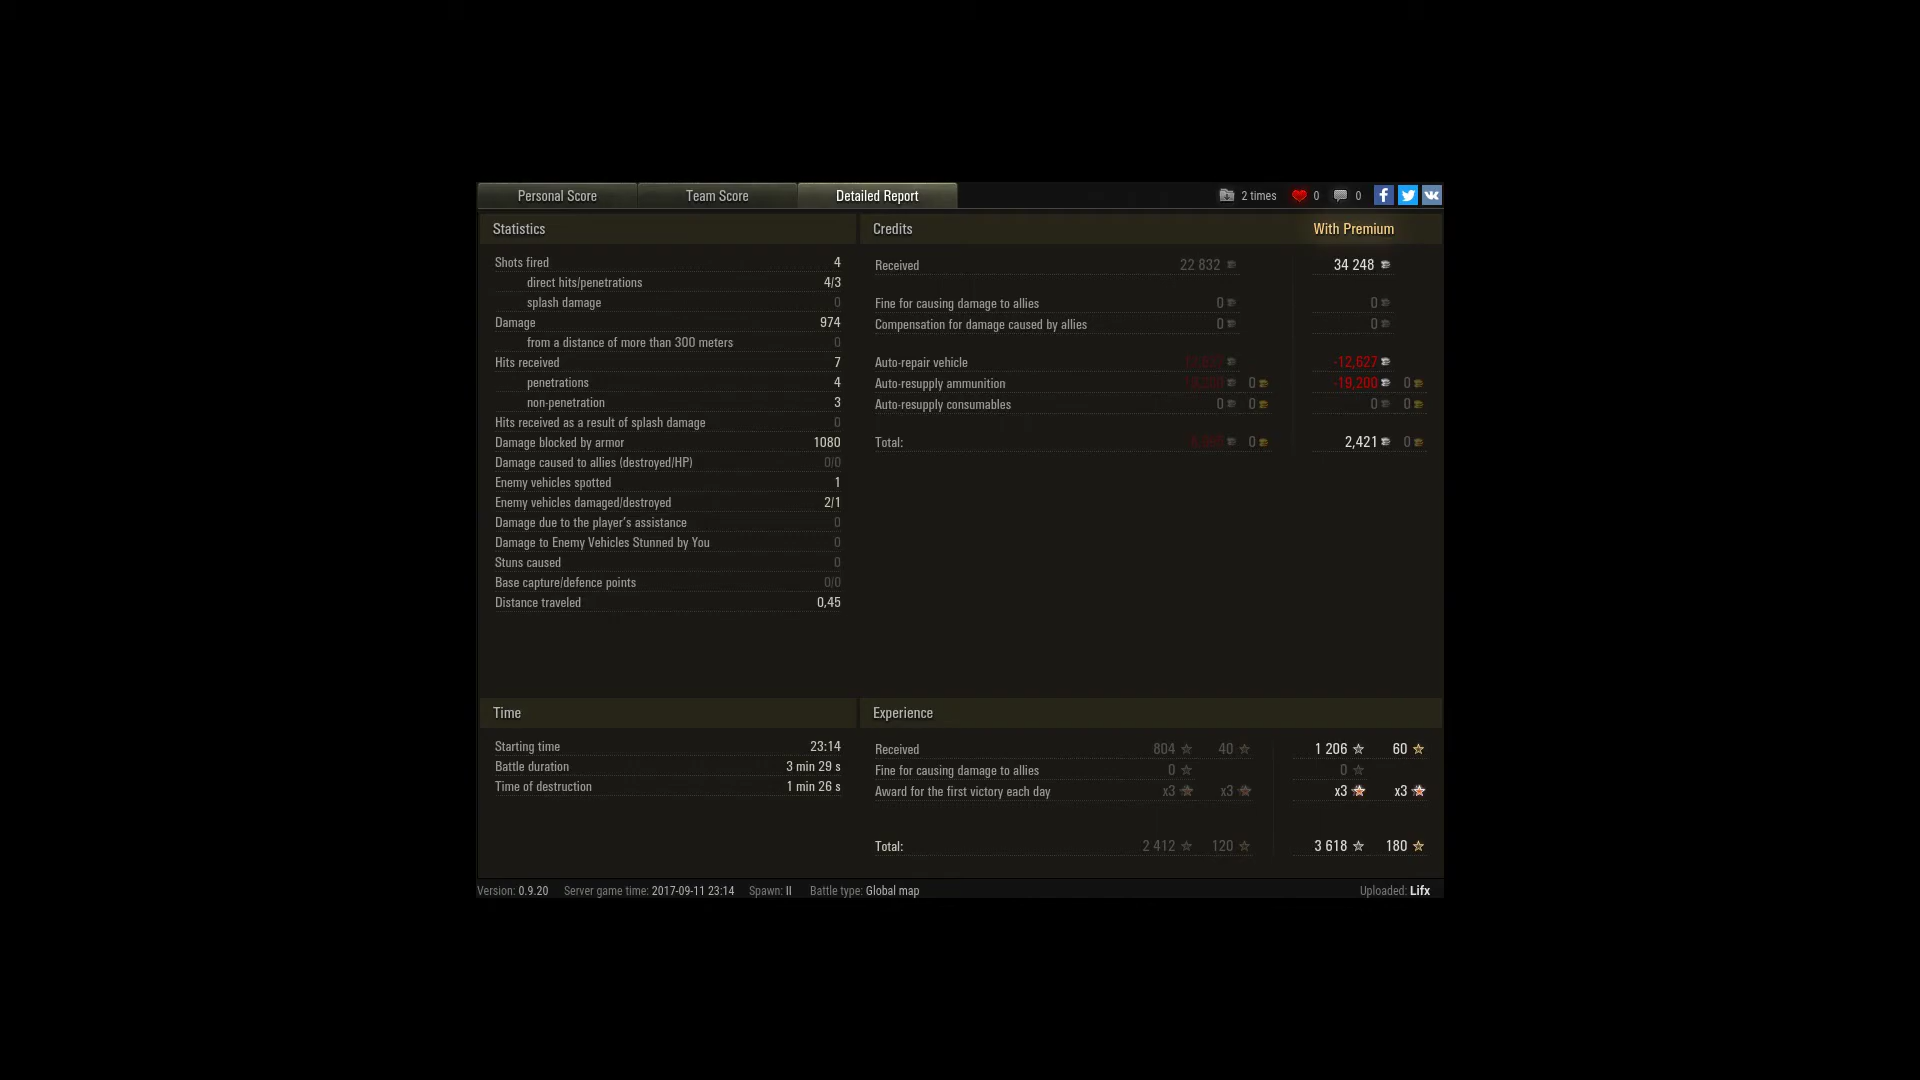 Personal Score Team Score Detailed Report 2 times 0 0
Statistics
Shots fired 4
direct hits/penetrations 4/3
splash damage 0
Damage 974
from a distance of more than 300 meters 0
Hits received 7
penetrations 4
non-penetration 3
Hits received as a result of splash damage 0
Damage blocked by armor 1080
Damage caused to allies (destroyed/HP) 0/0
Enemy vehicles spotted 1
Enemy vehicles damaged/destroyed 2/1
Damage due to the player's assistance 0
Damage to Enemy Vehicles Stunned by You 0
Stuns caused 0
Base capture/defence points 0/0
Distance traveled 0,45
Credits With Premium
Received 22 832 34 248
Fine for causing damage to allies 0 0
Compensation for damage caused by allies 0 0
Auto-repair vehicle -12,627
Auto-resupply ammunition 0 -19,200 0
Auto-resupply consumables 0 0 0 0
Total: 0 2,421 0
Time
Starting time 23:14
Battle duration 3 min 29 s
Time of destruction 1 min 26 s
Experience
Received 804 40 1 206 60
Fine for causing damage to allies 0 0
Award for the first victory each day x3 x3 x3 x3
Total: 2 412 120 3 618 180
Version: 0.9.20 Server game time: 2017-09-11 23:14 Spawn: II Battle type: Global map Uploaded: Lifx